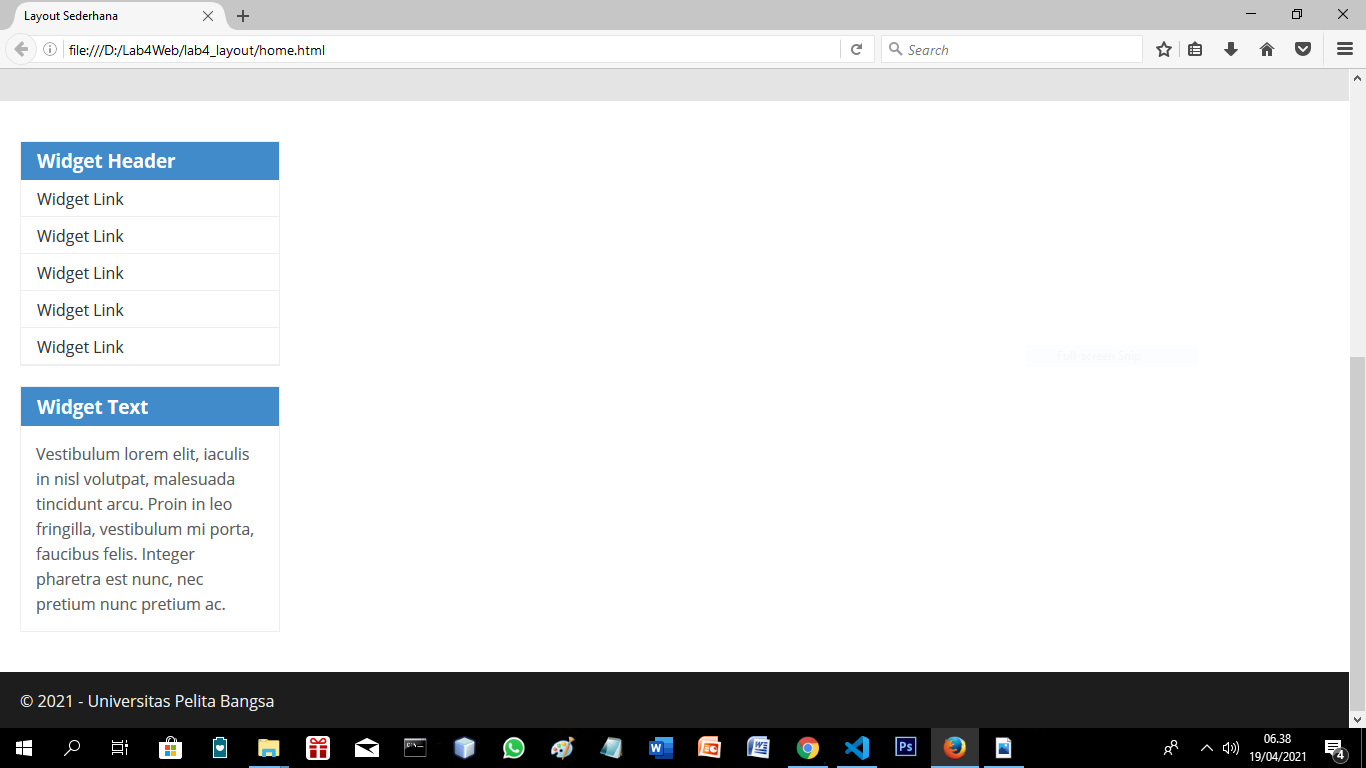 Layout Sederhana
file:///D:/Lab4Web/lab4_layout/home.html
Search
Widget Header
Widget Link
Widget Link
Widget Link
Widget Link
Widget Link
Widget Text
Vestibulum lorem elit, iaculis
in nisl volutpat, malesuada
tincidunt arcu. Proin in leo
fringilla, vestibulum mi porta,
faucibus felis. Integer
pharetra est nunc, nec
pretium nunc pretium ac.
© 2021 - Universitas Pelita Bangsa
Ps
06.38
19/04/2021
4